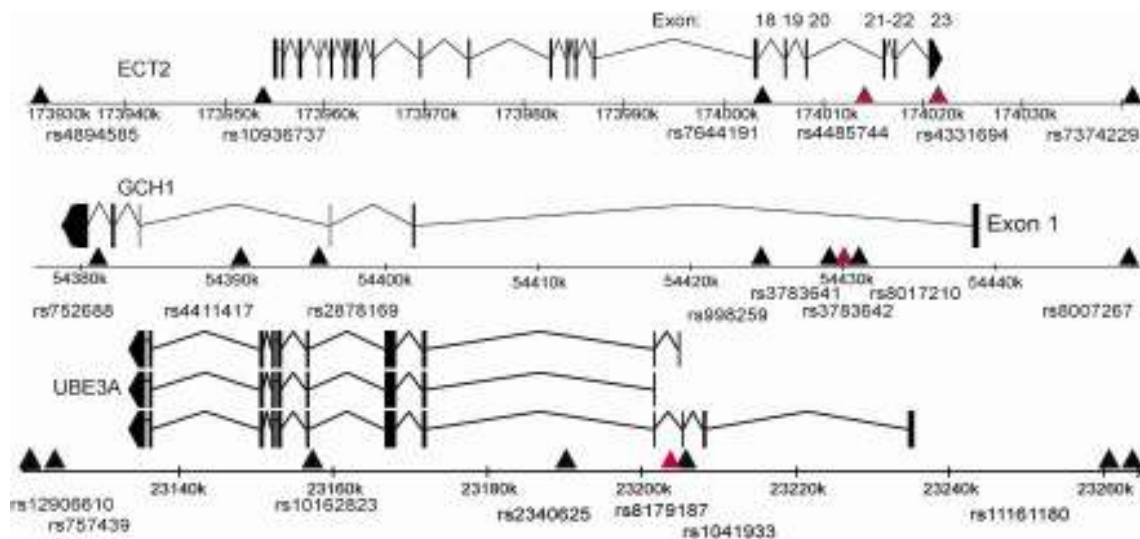 Exon: 18 19 20 21-22 23
ECT2
173930k 173940k 173950k 173960k 173970k 173980k 173990k 174000k 174010k 174020k 174030k
rs4894585 rs10936737 rs7644191 rs4485744 rs4331694 rs7374229
GCH1
Exon 1
54380k 54390k 54400k 54410k 54420k 54430k 54440k
rs752688 rs4411417 rs2878169 rs998259 rs3783641 rs3783642 rs8017210 rs8007267
UBE3A
23140k 23160k 23180k 23200k 23220k 23240k 23260k
rs12906810 rs757439 rs10162823 rs2340625 rs8179187 rs1041933 rs11161180